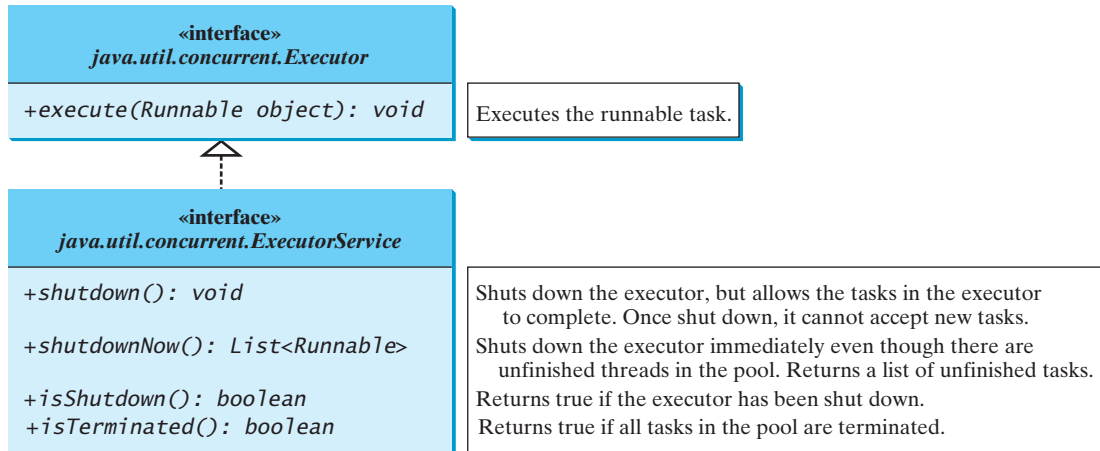 «interface»
java.util.concurrent.Executor
+execute(Runnable object): void
Executes the runnable task.
«interface»
java.util.concurrent.ExecutorService
+shutdown(): void
Shuts down the executor, but allows the tasks in the executor
to complete. Once shut down, it cannot accept new tasks.
+shutdownNow(): List<Runnable>
Shuts down the executor immediately even though there are
unfinished threads in the pool. Returns a list of unfinished tasks.
+isShutdown(): boolean
Returns true if the executor has been shut down.
+isTerminated(): boolean
Returns true if all tasks in the pool are terminated.